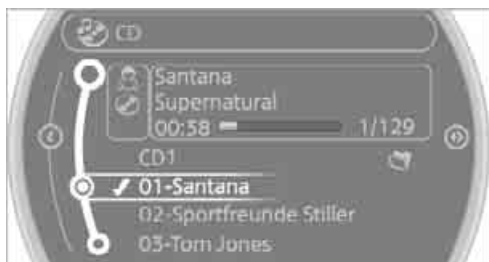 CD
Santana
Supernatural
00:58 1/129
CD1
01-Santana
02-Sportfreunde Stiller
03-Tom Jones